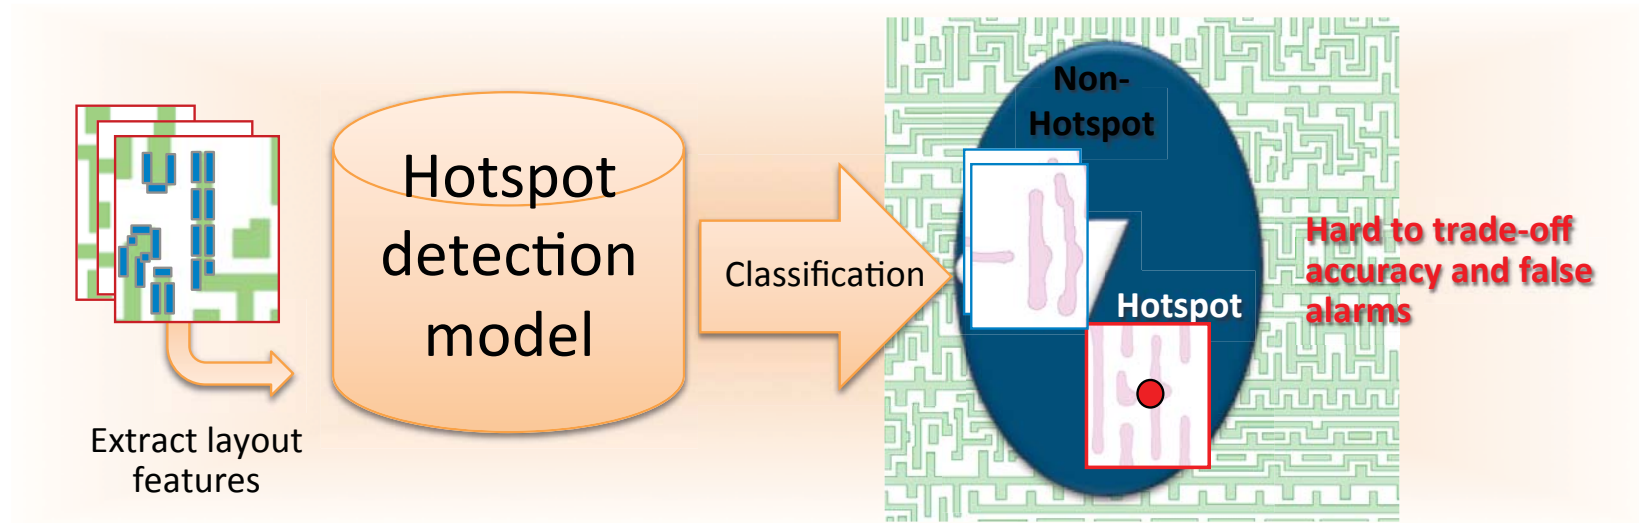 Extract layout
features
Hotspot
detection
model
Classification
Non-
Hotspot
Hotspot
Hard to trade-off
accuracy and false
alarms